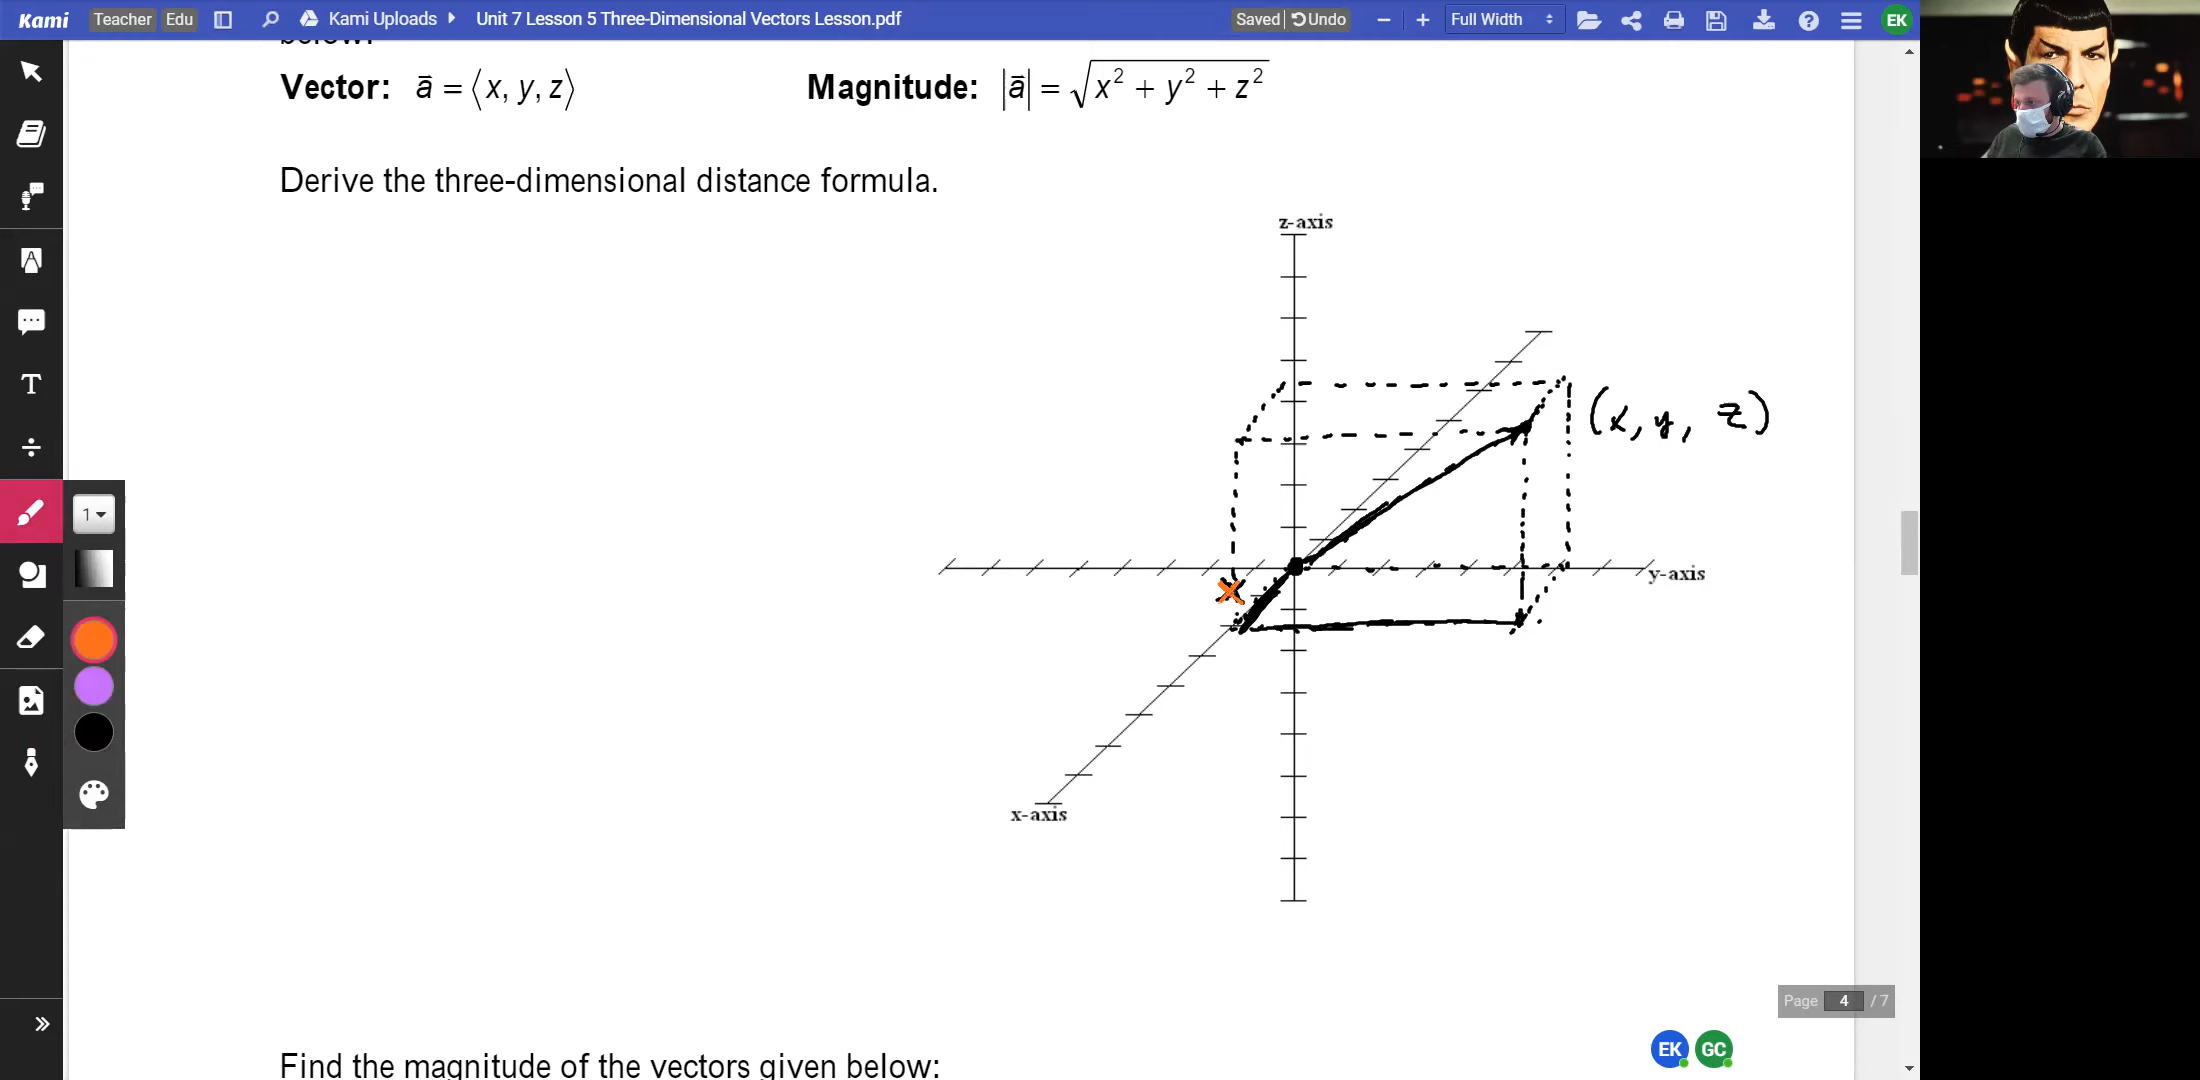 Kami Teacher Edu Kami Uploads Unit 7 Lesson 5 Three-Dimensional Vectors Lesson.pdf Saved Undo Full Width EK
below.
Vector: a̅ = ⟨x, y, z⟩ Magnitude: |a̅| = √(x² + y² + z²)
Derive the three-dimensional distance formula.
z-axis
(x, y, z)
y-axis
x
x-axis
1
Page 4 / 7
EK GC
Find the magnitude of the vectors given below: